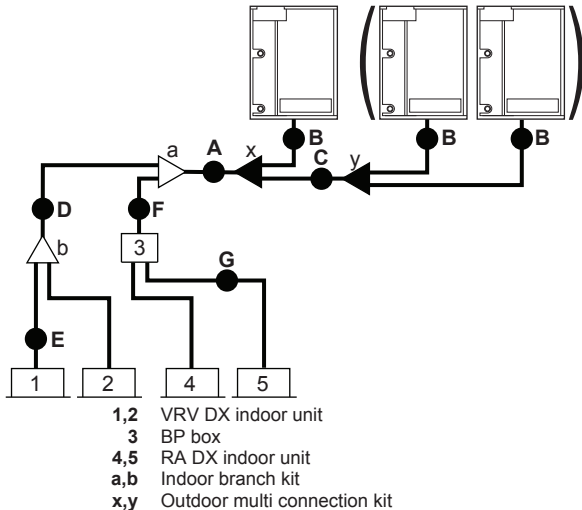 B
B
B
a
A
x
C
y
D
F
b
3
G
E
1
2
4
5
1,2 VRV DX indoor unit
3 BP box
4,5 RA DX indoor unit
a,b Indoor branch kit
x,y Outdoor multi connection kit